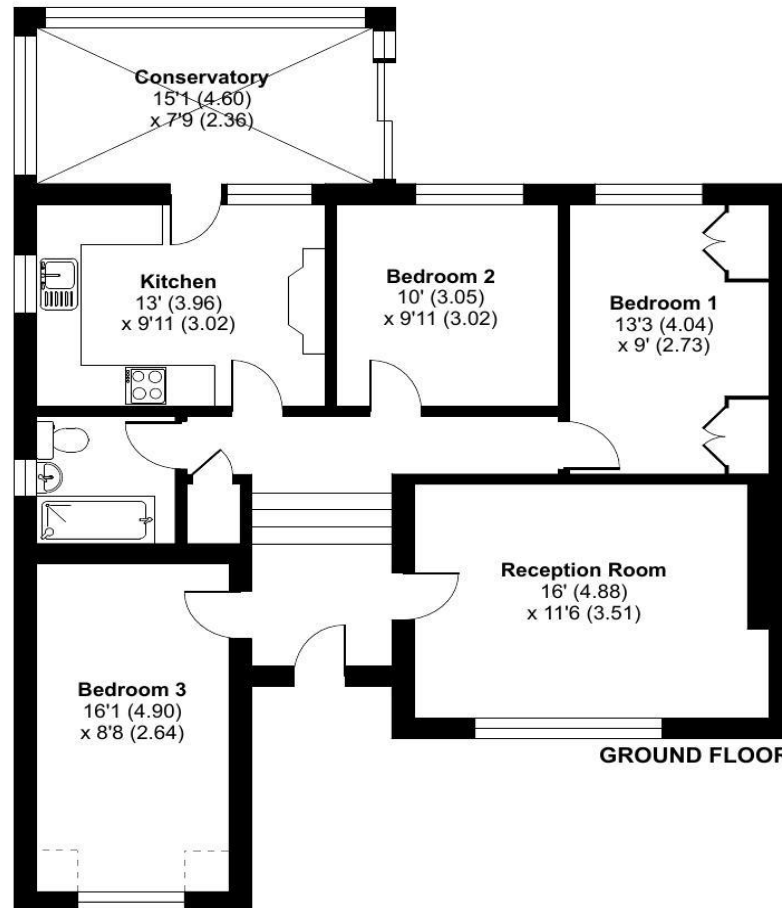 Conservatory
15'1 (4.60)
x 7'9 (2.36)
Kitchen
13' (3.96)
x 9'11 (3.02)
Bedroom 2
10' (3.05)
x 9'11 (3.02)
Bedroom 1
13'3 (4.04)
x 9' (2.73)
Reception Room
16' (4.88)
x 11'6 (3.51)
Bedroom 3
16'1 (4.90)
x 8'8 (2.64)
GROUND FLOOR